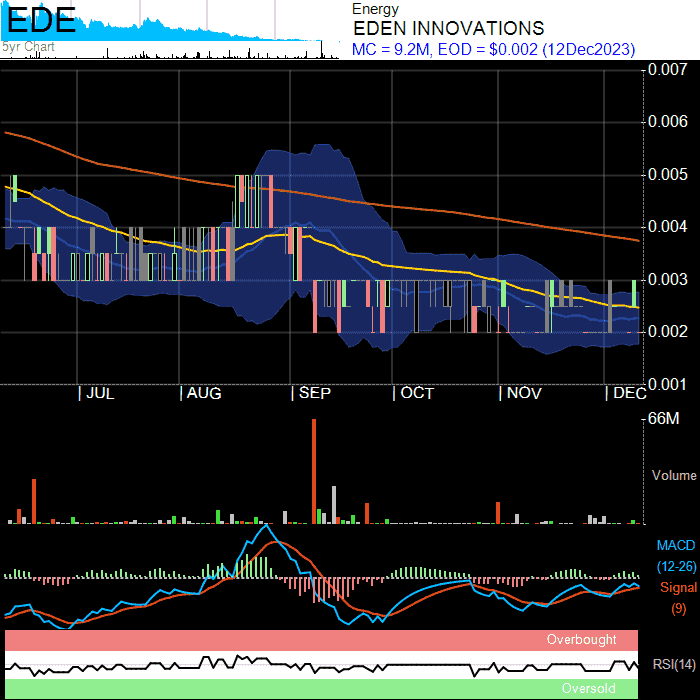 EDE
5yr Chart
Energy
EDEN INNOVATIONS
MC = 9.2M, EOD = $0.002 (12Dec2023)
0.007
0.006
0.005
0.004
0.003
0.002
0.001
| JUL
| AUG
| SEP
| OCT
| NOV
| DEC
66M
Volume
MACD
(12-26)
Signal
(9)
Overbought
RSI(14)
Oversold